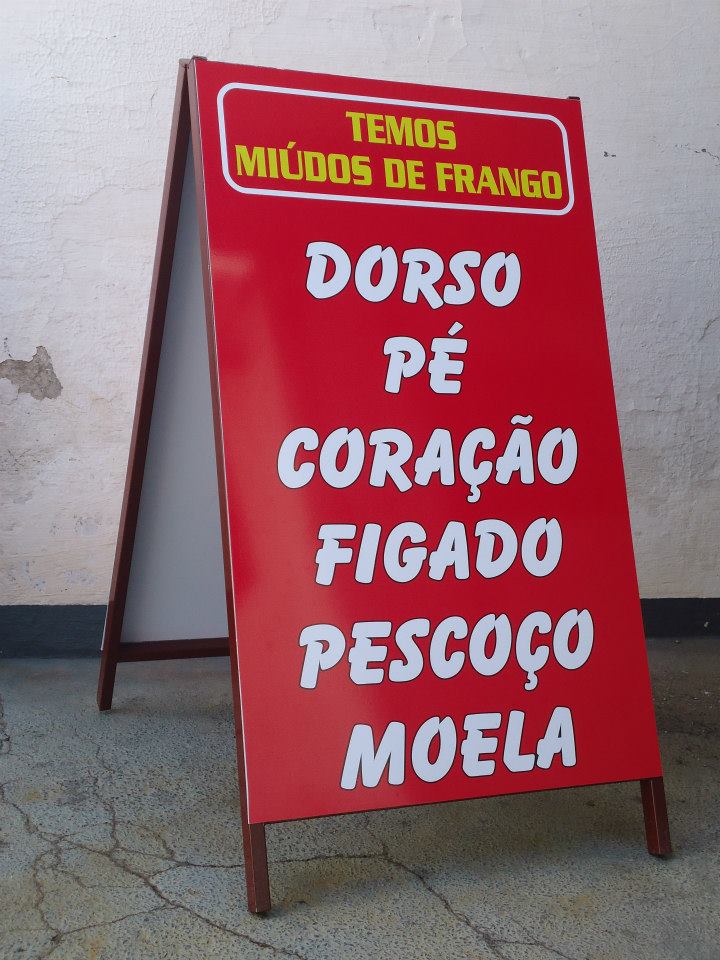 TEMOS
MIÚDOS DE FRANGO
DORSO
PÉ
CORAÇÃO
FIGADO
PESCOÇO
MOELA